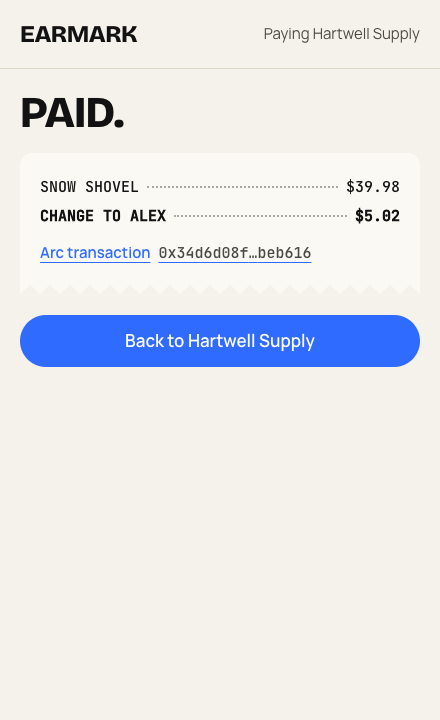 EARMARK
Paying Hartwell Supply
PAID.
SNOW SHOVEL $39.98
CHANGE TO ALEX $5.02
Arc transaction 0x34d6d08f…beb616
Back to Hartwell Supply